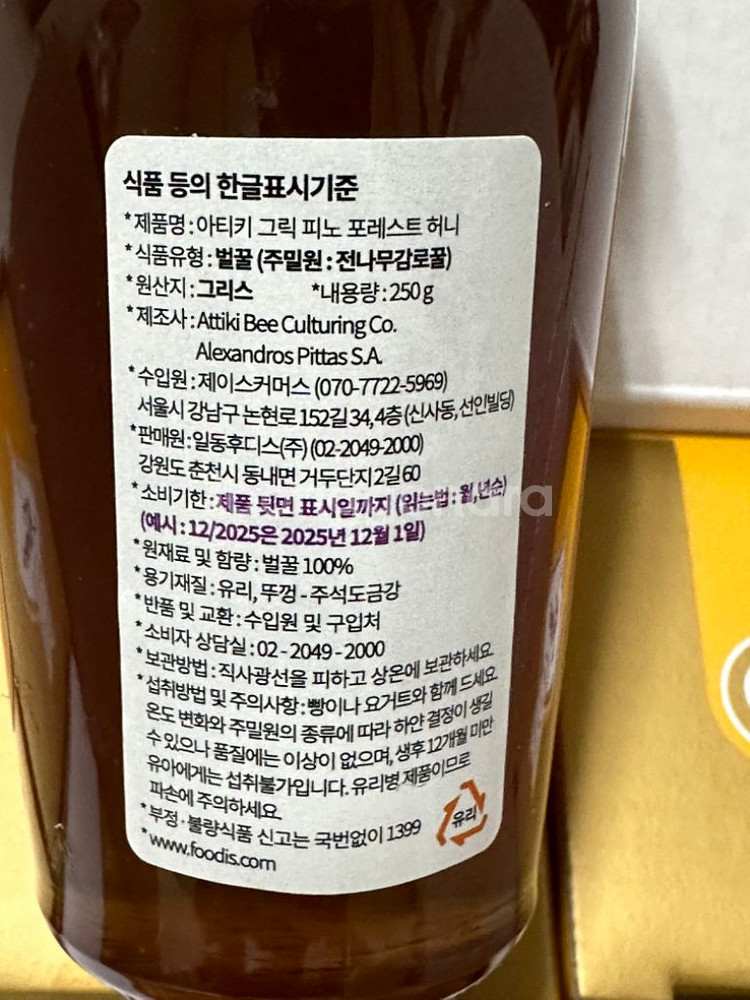 식품 등의 한글표시기준
*제품명 : 아티키 그릭 피노 포레스트 허니
*식품유형 : 벌꿀 (주밀원 : 전나무감로꿀)
*원산지 : 그리스 *내용량 : 250g
*제조사 : Attiki Bee Culturing Co.
Alexandros Pittas S.A.
*수입원 : 제이스커머스 (070-7722-5969)
서울시 강남구 논현로 152길 34, 4층 (신사동, 선인빌딩)
*판매원 : 일동후디스(주) (02-2049-2000)
강원도 춘천시 동내면 거두단지 2길 60
*소비기한 : 제품 뒷면 표시일까지 (읽는법 : 월,년순)
(예시 : 12/2025은 2025년 12월 1일)
*원재료 및 함량 : 벌꿀 100%
*용기재질 : 유리, 뚜껑 - 주석도금강
*반품 및 교환 : 수입원 및 구입처
*소비자 상담실 : 02 - 2049 - 2000
*보관방법 : 직사광선을 피하고 상온에 보관하세요.
*섭취방법 및 주의사항 : 빵이나 요거트와 함께 드세요.
온도 변화와 주밀원의 종류에 따라 하얀 결정이 생길
수 있으나 품질에는 이상이 없으며, 생후 12개월 미만
유아에게는 섭취불가입니다. 유리병 제품이므로
파손에 주의하세요.
*부정·불량식품 신고는 국번없이 1399
유리
*www.foodis.com